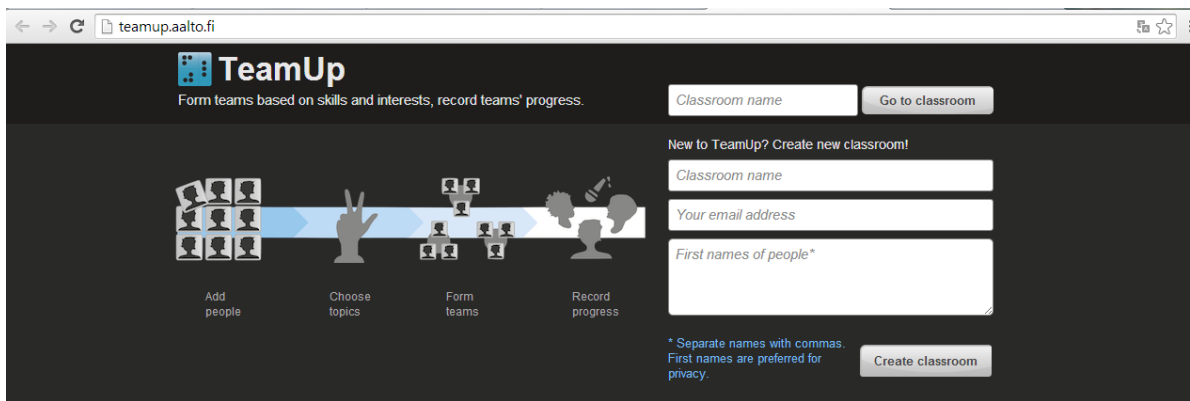 teamup.aalto.fi
TeamUp
Form teams based on skills and interests, record teams' progress.
Classroom name
Go to classroom
New to TeamUp? Create new classroom!
Classroom name
Your email address
First names of people*
Add
people
Choose
topics
Form
teams
Record
progress
* Separate names with commas.
First names are preferred for
privacy.
Create classroom